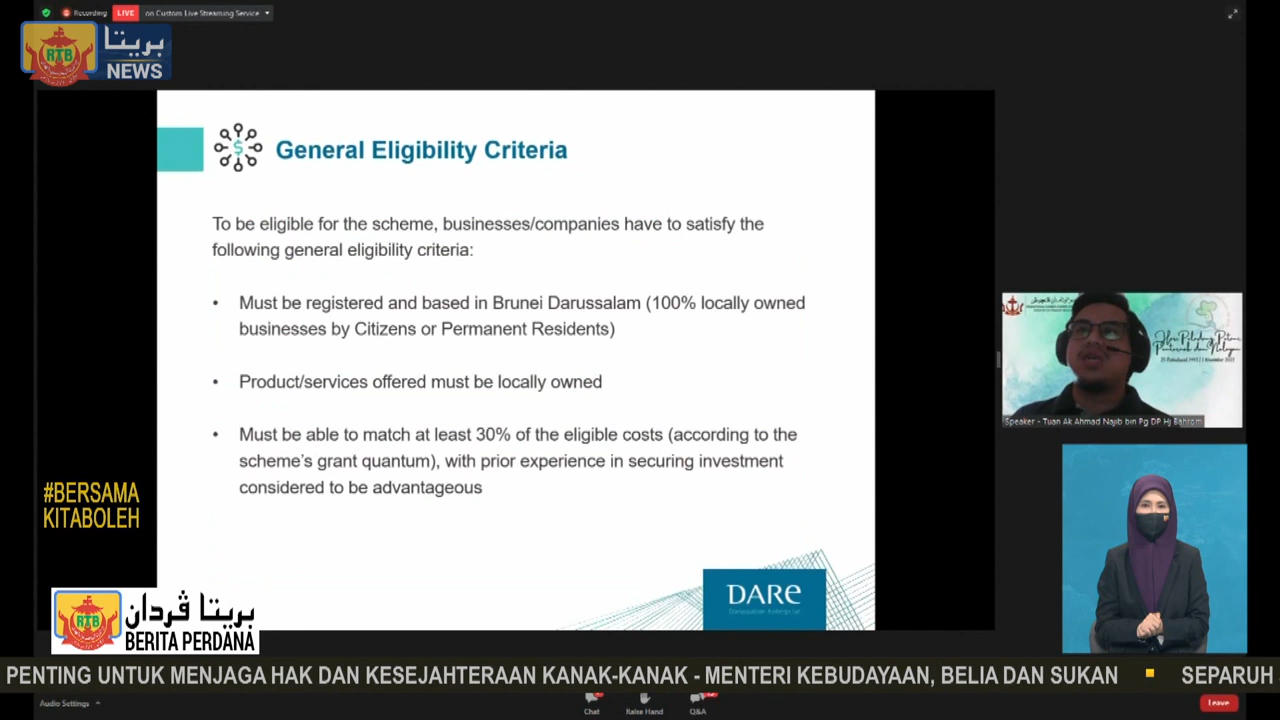 Recording
LIVE
on Custom Live Streaming Service
بريتا
RTB
NEWS
General Eligibility Criteria
To be eligible for the scheme, businesses/companies have to satisfy the
following general eligibility criteria:
• Must be registered and based in Brunei Darussalam (100% locally owned
businesses by Citizens or Permanent Residents)
• Product/services offered must be locally owned
• Must be able to match at least 30% of the eligible costs (according to the
scheme's grant quantum), with prior experience in securing investment
considered to be advantageous
DARe
Darussalam Enterprise
Speaker - Tuan Ak Ahmad Najib bin Pg DP Hj Bahrom
#BERSAMA
KITABOLEH
RTB
بريتا ڤردان
BERITA PERDANA
PENTING UNTUK MENJAGA HAK DAN KESEJAHTERAAN KANAK-KANAK - MENTERI KEBUDAYAAN, BELIA DAN SUKAN
SEPARUH
Audio Settings
Chat
Raise Hand
Q&A
Leave